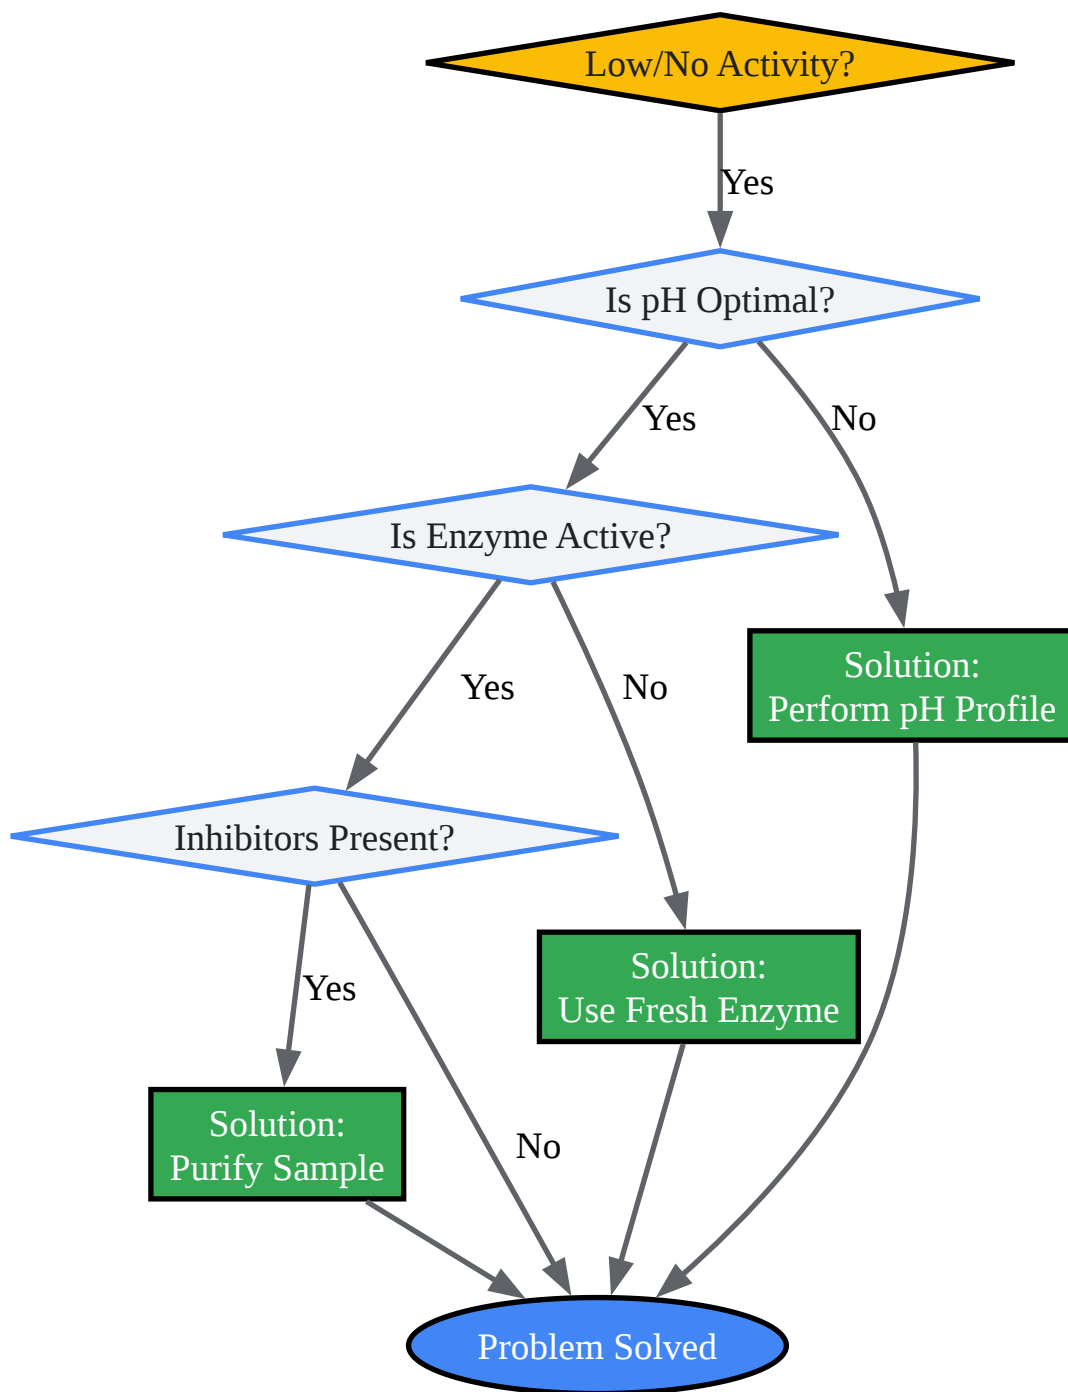 Low/No Activity?
Yes
Is pH Optimal?
Yes
No
Is Enzyme Active?
Yes
No
Solution:
Perform pH Profile
Inhibitors Present?
Yes
No
Solution:
Use Fresh Enzyme
Solution:
Purify Sample
Problem Solved